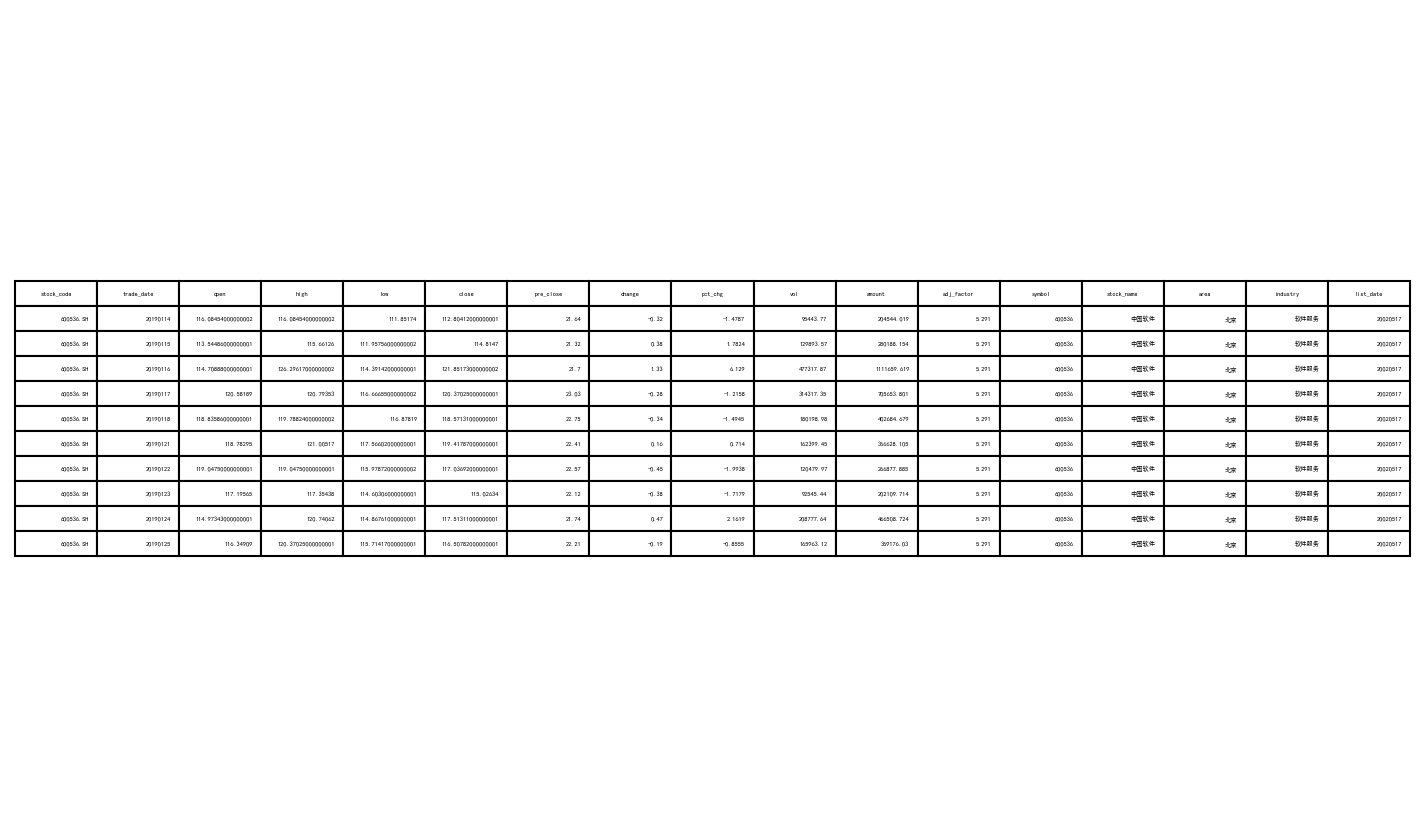 stock_code trade_date open high low close pre_close change pct_chg vol amount adj_factor symbol stock_name area industry list_date
600536.SH 20190114 116.08454000000002 116.08454000000002 111.85174 112.80412000000001 21.64 -0.32 -1.4787 95443.77 204544.019 5.291 600536 中国软件 北京 软件服务 20020517
600536.SH 20190115 113.54486000000001 115.66126 111.95756000000002 114.8147 21.32 0.38 1.7824 129893.57 280188.154 5.291 600536 中国软件 北京 软件服务 20020517
600536.SH 20190116 114.70888000000001 126.29617000000002 114.39142000000001 121.85173000000002 21.7 1.33 6.129 477317.87 1111659.619 5.291 600536 中国软件 北京 软件服务 20020517
600536.SH 20190117 120.58189 120.79353 116.66655000000002 120.37025000000001 23.03 -0.28 -1.2158 314317.35 705653.801 5.291 600536 中国软件 北京 软件服务 20020517
600536.SH 20190118 118.83586000000001 119.78824000000002 116.87819 118.57131000000001 22.75 -0.34 -1.4945 180198.98 402684.679 5.291 600536 中国软件 北京 软件服务 20020517
600536.SH 20190121 118.78295 121.00517 117.56602000000001 119.41787000000001 22.41 0.16 0.714 162399.45 366628.105 5.291 600536 中国软件 北京 软件服务 20020517
600536.SH 20190122 119.04750000000001 119.04750000000001 115.97872000000002 117.03692000000001 22.57 -0.45 -1.9938 120479.97 266877.885 5.291 600536 中国软件 北京 软件服务 20020517
600536.SH 20190123 117.19565 117.35438 114.60306000000001 115.02634 22.12 -0.38 -1.7179 92545.44 202109.714 5.291 600536 中国软件 北京 软件服务 20020517
600536.SH 20190124 114.97343000000001 120.74062 114.86761000000001 117.51311000000001 21.74 0.47 2.1619 208777.64 466508.724 5.291 600536 中国软件 北京 软件服务 20020517
600536.SH 20190125 116.34909 120.37025000000001 115.71417000000001 116.50782000000001 22.21 -0.19 -0.8555 165963.12 359176.03 5.291 600536 中国软件 北京 软件服务 20020517